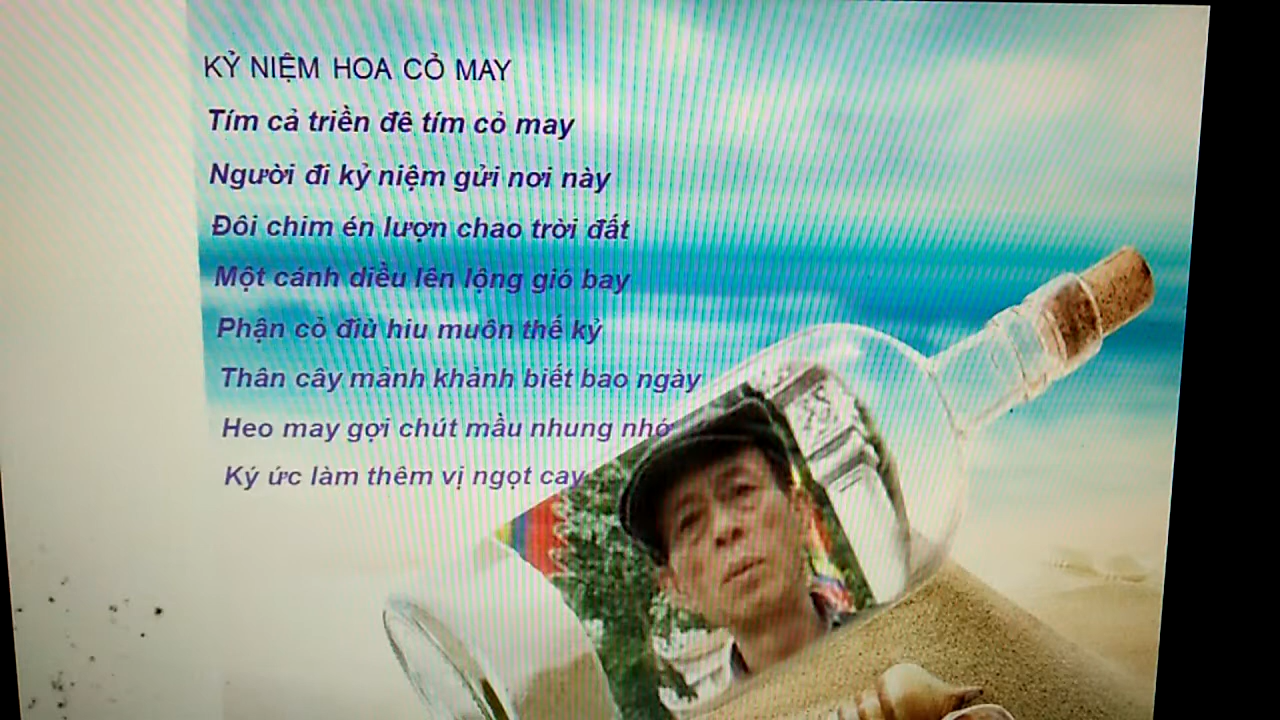 KỶ NIỆM HOA CỎ MAY
Tím cả triền đê tím cỏ may
Người đi kỷ niệm gửi nơi này
Đôi chim én lượn chao trời đất
Một cánh diều lên lộng gió bay
Phận cỏ đìu hiu muôn thế kỷ
Thân cây mảnh khảnh biết bao ngày
Heo may gợi chút mầu nhung nhớ
Ký ức làm thêm vị ngọt cay